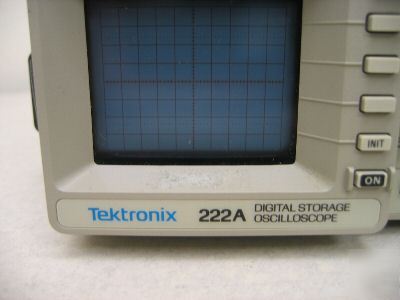 INIT
ON
Tektronix 222A DIGITAL STORAGE
OSCILLOSCOPE